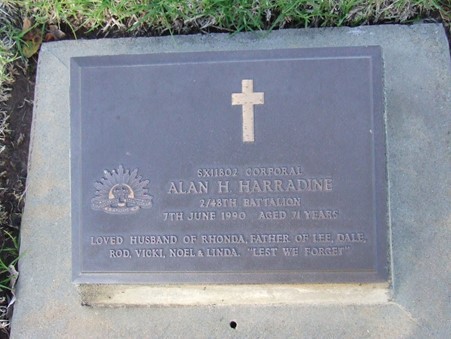 SX11802 CORPORAL
ALAN H. HARRADINE
2/48TH BATTALION
7TH JUNE 1990 AGED 71 YEARS
LOVED HUSBAND OF RHONDA, FATHER OF LEE, DALE,
ROD, VICKI, NOEL & LINDA. "LEST WE FORGET"